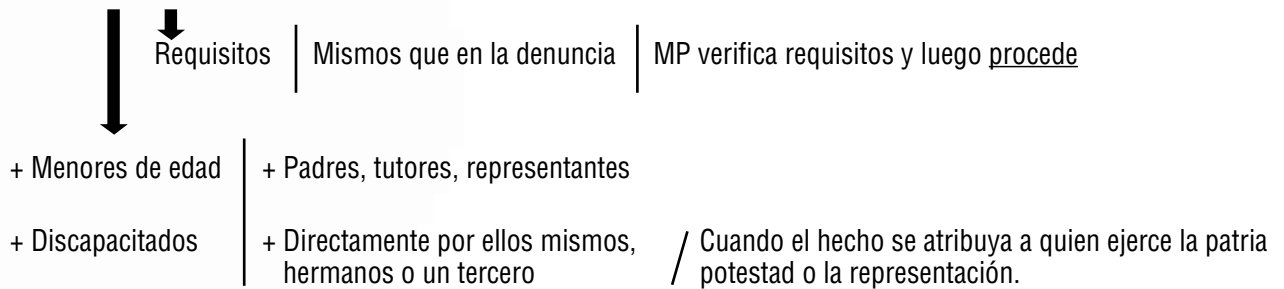 Requisitos Mismos que en la denuncia MP verifica requisitos y luego procede
+ Menores de edad + Padres, tutores, representantes
+ Discapacitados + Directamente por ellos mismos, / Cuando el hecho se atribuya a quien ejerce la patria
hermanos o un tercero potestad o la representación.